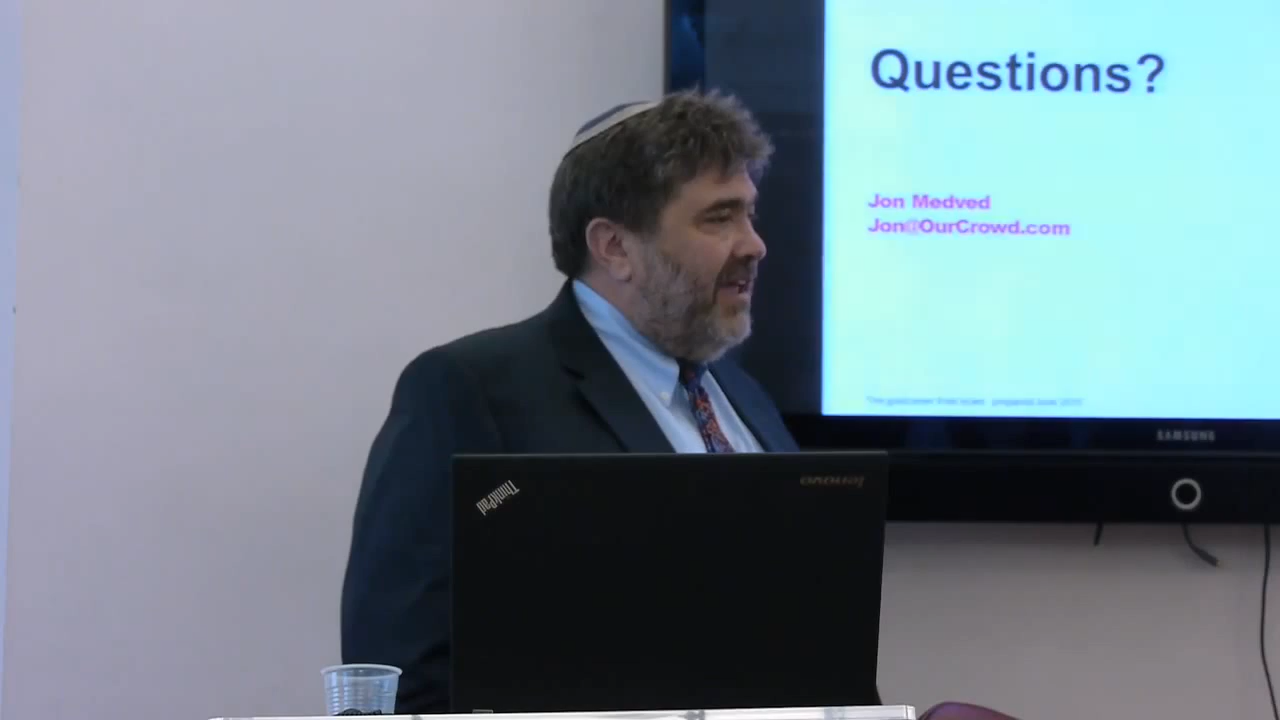 Questions?
Jon Medved
Jon@OurCrowd.com
SAMSUNG
ThinkPad
lenovo